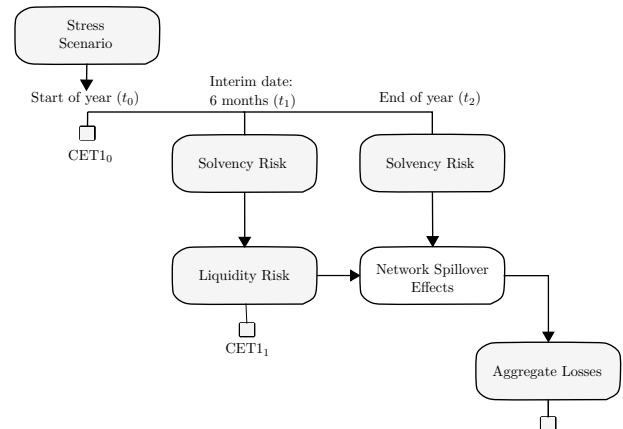 Stress
Scenario
Start of year (t₀)
Interim date:
6 months (t₁)
End of year (t₂)
CET1₀
Solvency Risk
Solvency Risk
Liquidity Risk
Network Spillover
Effects
CET1₁
Aggregate Losses